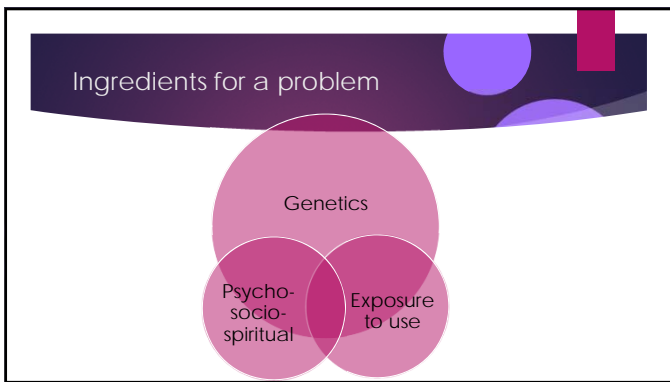 Ingredients for a problem
Genetics
Psycho-
socio-
spiritual
Exposure
to use